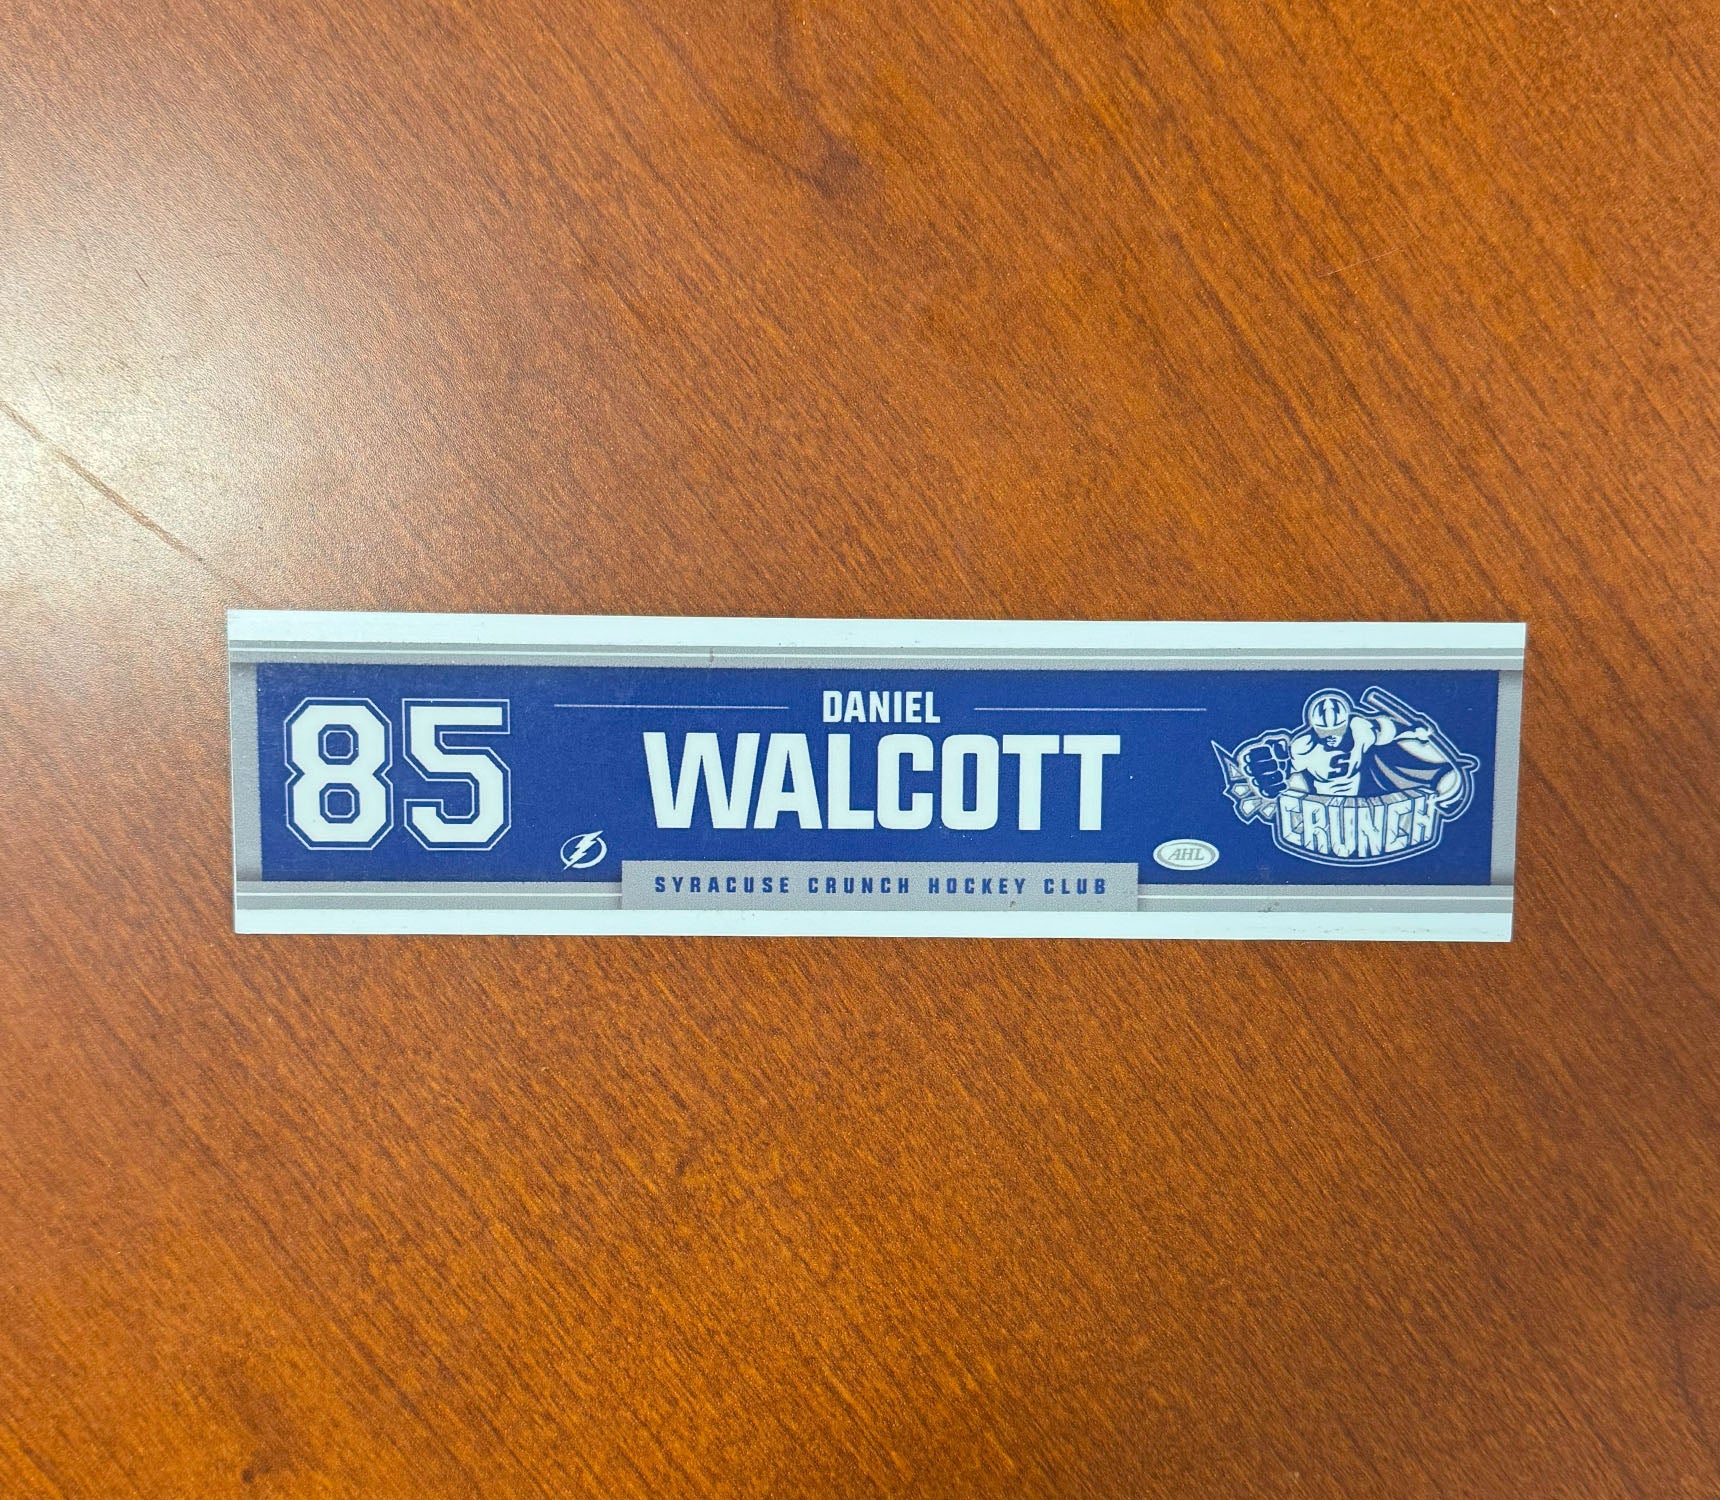 85
DANIEL
WALCOTT
AHL
S
CRUNCH
SYRACUSE CRUNCH HOCKEY CLUB